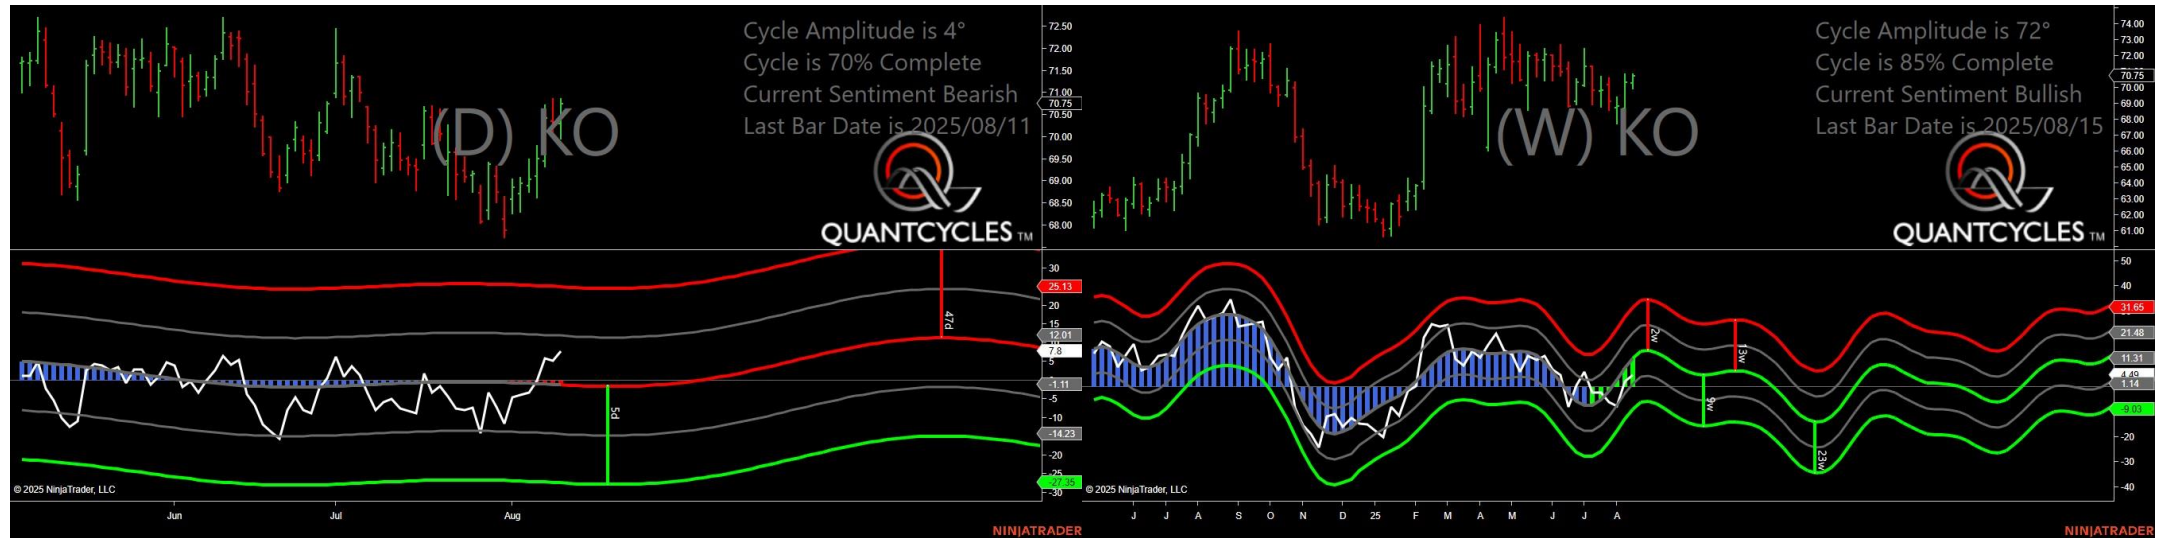 Cycle Amplitude is 4°
Cycle is 70% Complete
Current Sentiment Bearish
Last Bar Date is 2025/08/11
(D) KO
QUANTCYCLES TM
72.50
72.00
71.50
71.00
70.75
70.50
70.00
69.50
69.00
68.50
68.00
30
25.13
20
15
12.01
7.8
5
-1.11
-5
-10
-14.23
-20
-25
-27.35
-30
47d
5d
© 2025 NinjaTrader, LLC
Jun Jul Aug
NINJATRADER
Cycle Amplitude is 72°
Cycle is 85% Complete
Current Sentiment Bullish
Last Bar Date is 2025/08/15
(W) KO
QUANTCYCLES TM
74.00
73.00
72.00
70.75
70.00
69.00
68.00
67.00
66.00
65.00
64.00
63.00
62.00
61.00
50
40
31.65
21.48
11.31
4.49
1.14
-9.03
-20
-30
-40
2w
13w
9w
23w
© 2025 NinjaTrader, LLC
J J A S O N D 25 F M A M J J A
NINJATRADER